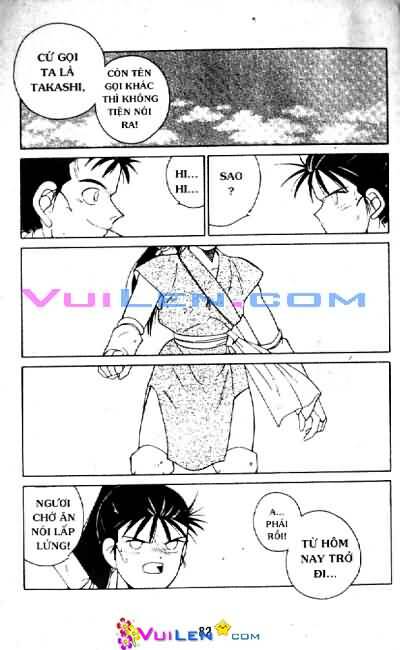 CỨ GỌI
TA LÀ
TAKASHI,
CÒN TÊN
GỌI KHÁC
THÌ KHÔNG
TIỆN NÓI
RA!
HI...
HI...
SAO
?
VUILEN.COM
NGƯƠI
CHỚ ĂN
NÓI LẤP
LỬNG!
A...
PHẢI
RỒI!
TỪ HÔM
NAY TRỞ
ĐI...
83
VUILEN.COM